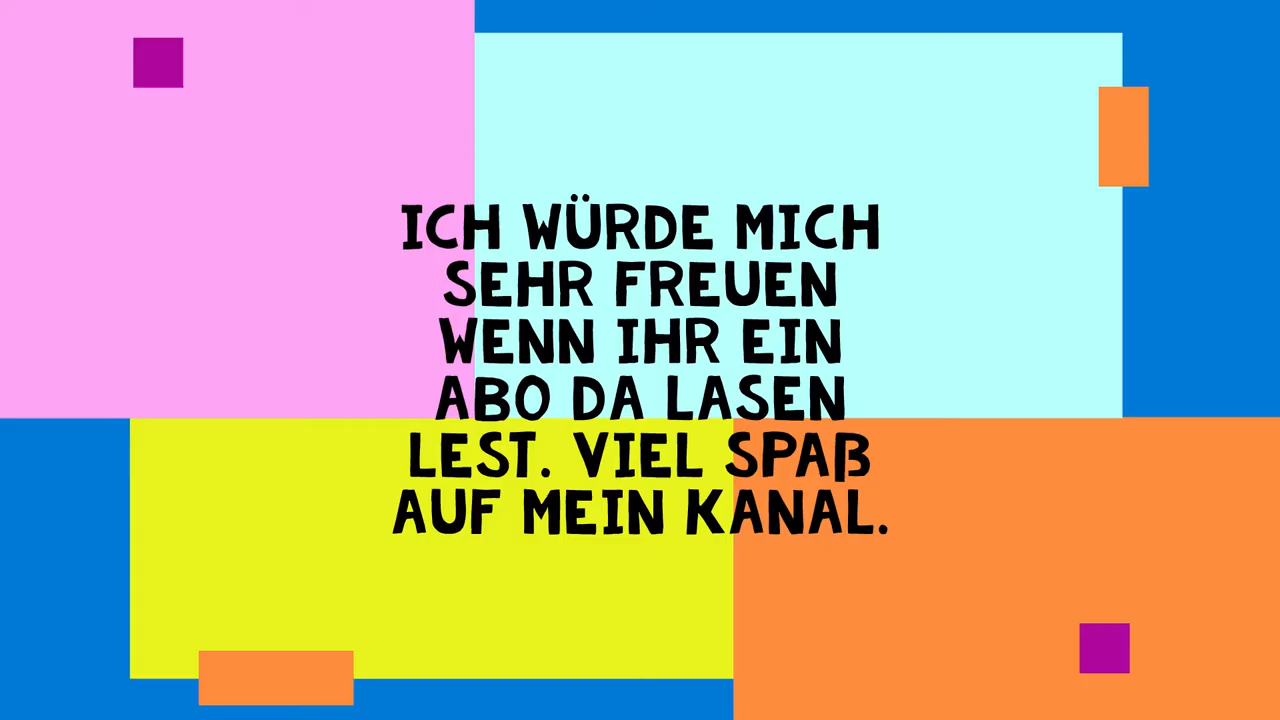 ICH WÜRDE MICH
SEHR FREUEN
WENN IHR EIN
ABO DA LASEN
LEST. VIEL SPAß
AUF MEIN KANAL.